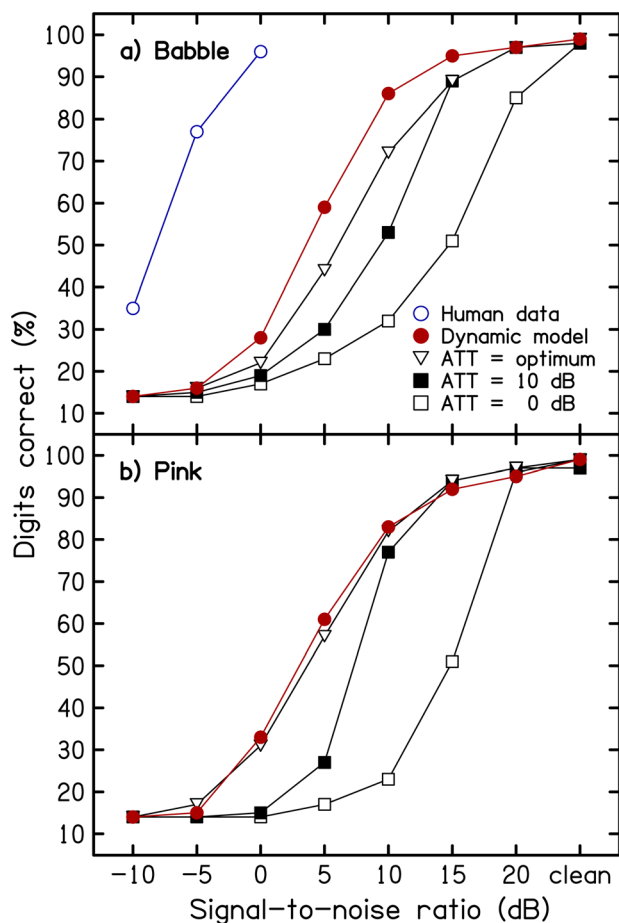 a) Babble
100
90
80
70
60
50
40
30
20
10
Human data
Dynamic model
ATT = optimum
ATT = 10 dB
ATT = 0 dB
Digits correct (%)
b) Pink
100
90
80
70
60
50
40
30
20
10
-10 -5 0 5 10 15 20 clean
Signal-to-noise ratio (dB)